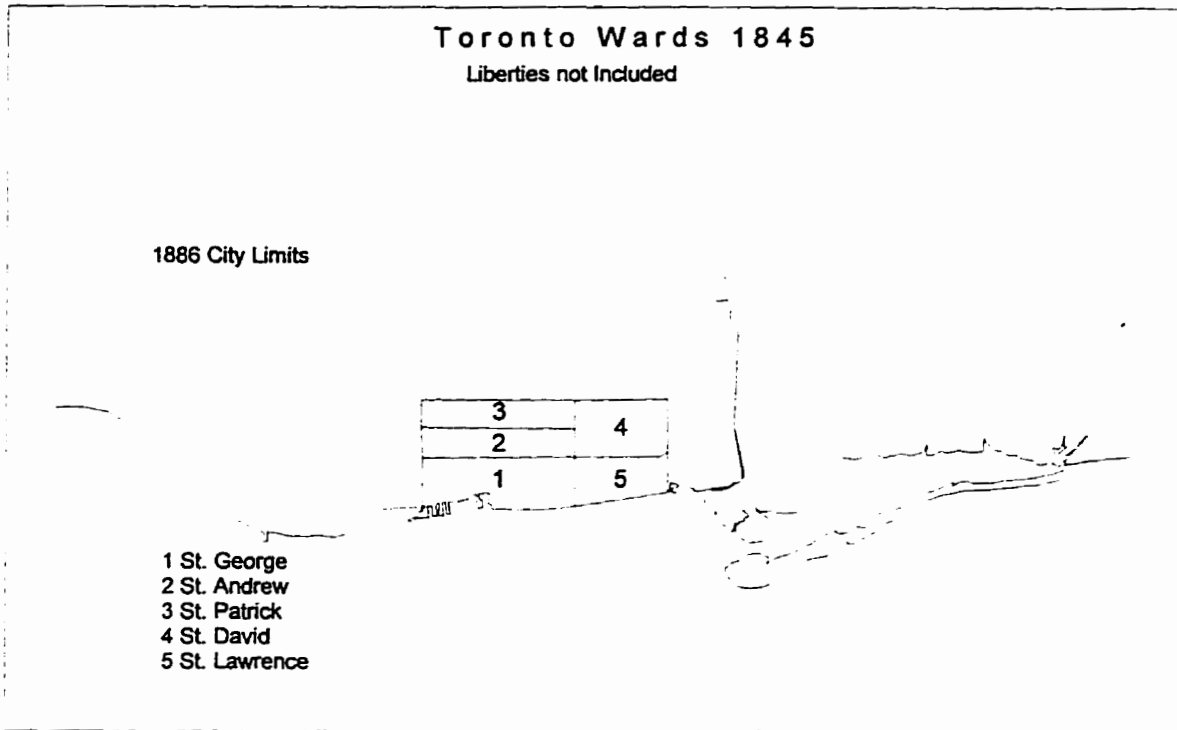 Toronto Wards 1845
Liberties not Included
1886 City Limits
3
4
2
1
5
1 St. George
2 St. Andrew
3 St. Patrick
4 St. David
5 St. Lawrence